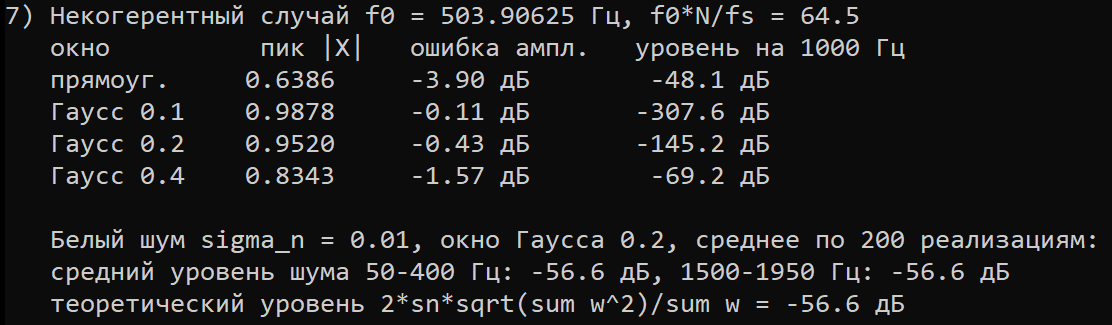 7) Некогерентный случай f0 = 503.90625 Гц, f0*N/fs = 64.5
окно пик |X| ошибка ампл. уровень на 1000 Гц
прямоуг. 0.6386 -3.90 дБ -48.1 дБ
Гаусс 0.1 0.9878 -0.11 дБ -307.6 дБ
Гаусс 0.2 0.9520 -0.43 дБ -145.2 дБ
Гаусс 0.4 0.8343 -1.57 дБ -69.2 дБ
Белый шум sigma_n = 0.01, окно Гаусса 0.2, среднее по 200 реализациям:
средний уровень шума 50-400 Гц: -56.6 дБ, 1500-1950 Гц: -56.6 дБ
теоретический уровень 2*sn*sqrt(sum w^2)/sum w = -56.6 дБ